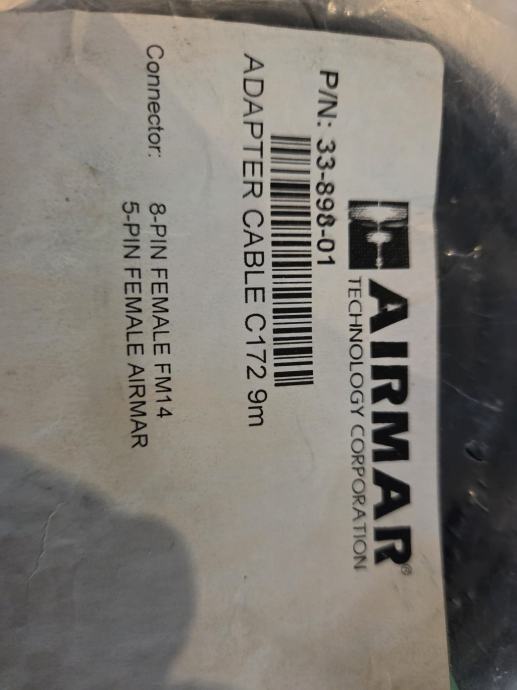 AIRMAR®
TECHNOLOGY CORPORATION
P/N: 33-898-01
ADAPTER CABLE C172 9m
Connector: 8-PIN FEMALE FM14
5-PIN FEMALE AIRMAR